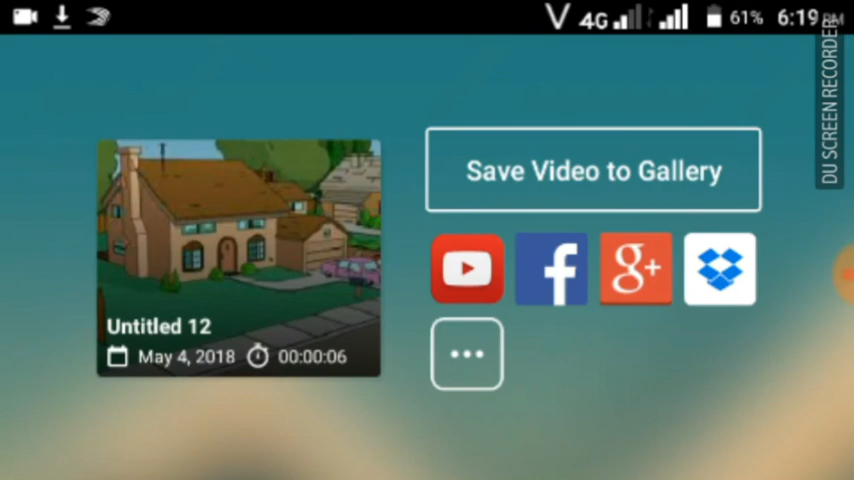 4G 61% 6:19 PM
DU SCREEN RECORDER
Save Video to Gallery
g+
Untitled 12
May 4, 2018 00:00:06